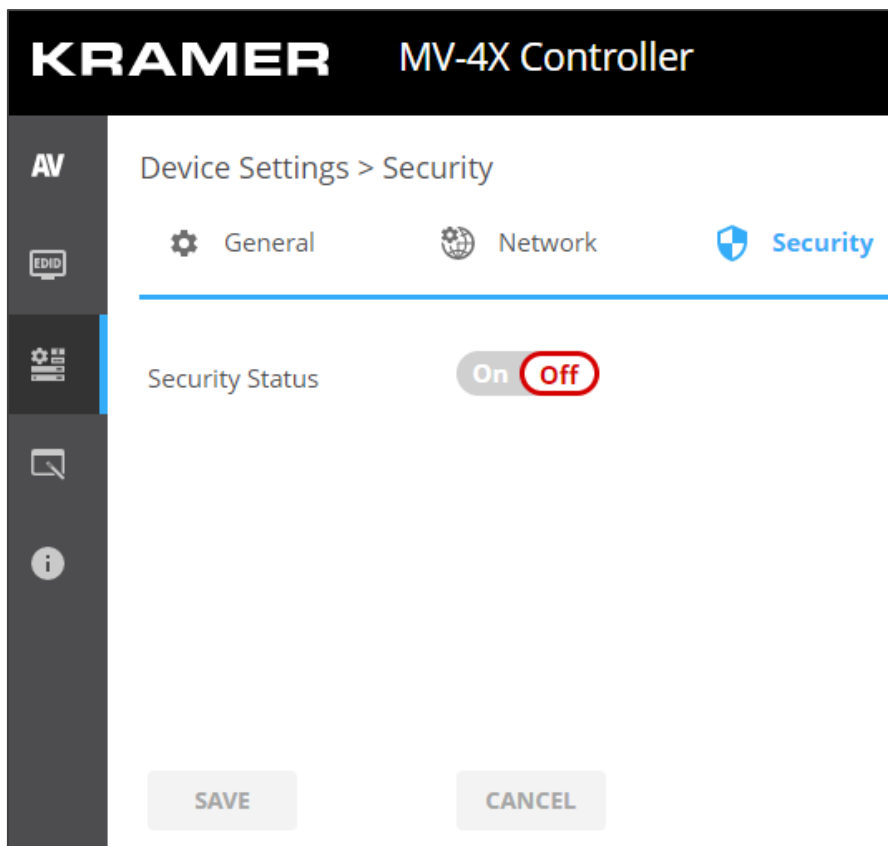 KRAMER MV-4X Controller
AV
Device Settings > Security
General Network Security
EDID
Security Status On Off
SAVE CANCEL